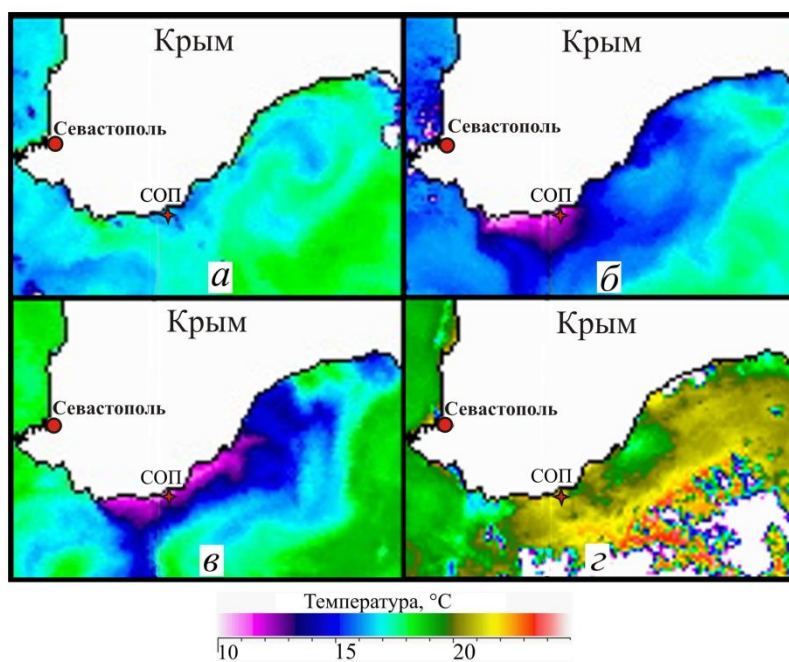 Крым
Севастополь
СОП
а
Крым
Севастополь
СОП
б
Крым
Севастополь
СОП
в
Крым
Севастополь
СОП
г
Температура, °C
10 15 20